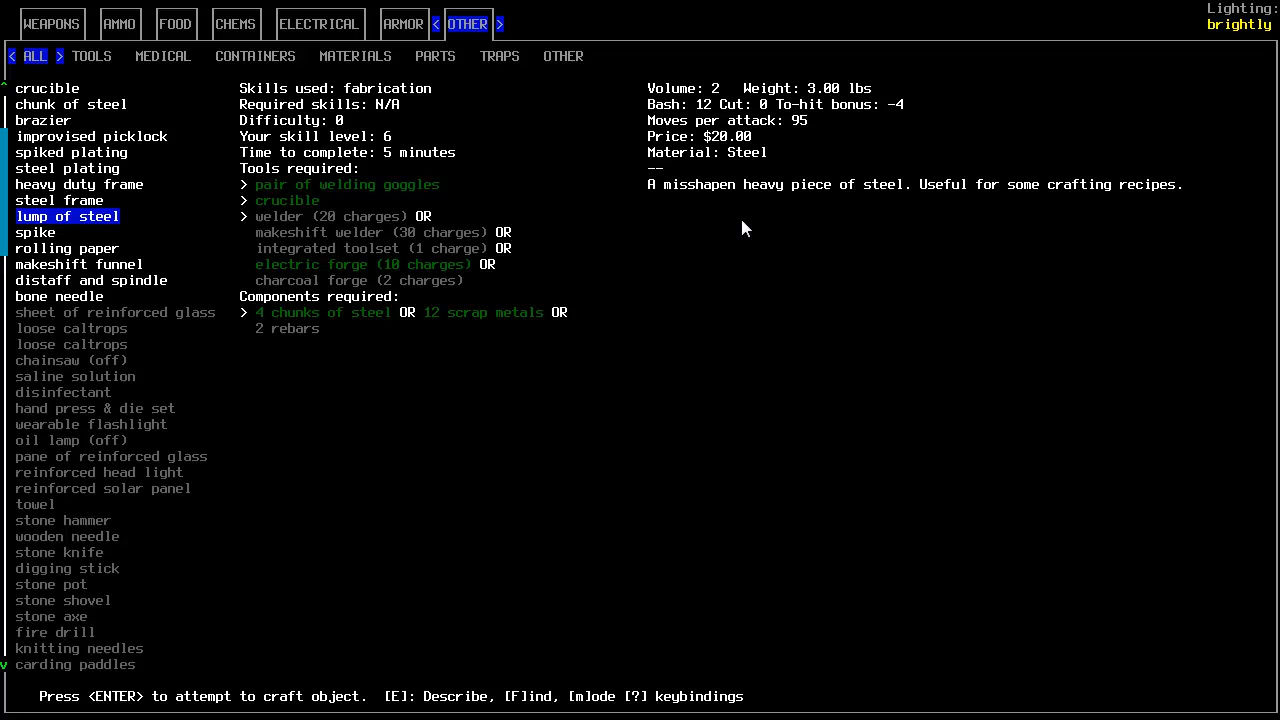 Lighting:
WEAPONS AMMO FOOD CHEMS ELECTRICAL ARMOR < OTHER > brightly
< ALL > TOOLS MEDICAL CONTAINERS MATERIALS PARTS TRAPS OTHER
^ crucible Skills used: fabrication Volume: 2 Weight: 3.00 lbs
chunk of steel Required skills: N/A Bash: 12 Cut: 0 To-hit bonus: -4
brazier Difficulty: 0 Moves per attack: 95
improvised picklock Your skill level: 6 Price: $20.00
spiked plating Time to complete: 5 minutes Material: Steel
steel plating Tools required: --
heavy duty frame > pair of welding goggles A misshapen heavy piece of steel. Useful for some crafting recipes.
steel frame > crucible
lump of steel > welder (20 charges) OR
spike makeshift welder (30 charges) OR
rolling paper integrated toolset (1 charge) OR
makeshift funnel electric forge (10 charges) OR
distaff and spindle charcoal forge (2 charges)
bone needle Components required:
sheet of reinforced glass > 4 chunks of steel OR 12 scrap metals OR
loose caltrops 2 rebars
loose caltrops
chainsaw (off)
saline solution
disinfectant
hand press & die set
wearable flashlight
oil lamp (off)
pane of reinforced glass
reinforced head light
reinforced solar panel
towel
stone hammer
wooden needle
stone knife
digging stick
stone pot
stone shovel
stone axe
fire drill
knitting needles
v carding paddles
Press <ENTER> to attempt to craft object. [E]: Describe, [F]ind, [m]ode [?] keybindings